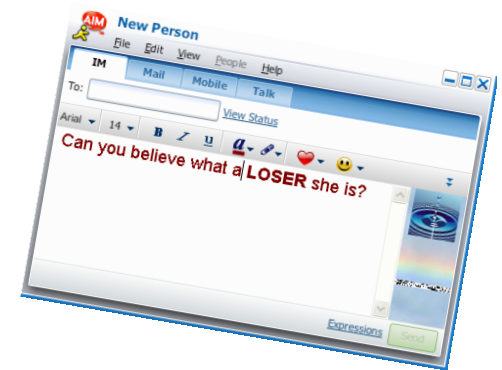 AIM
New Person
File Edit View People Help
IM Mail Mobile Talk
To:
View Status
Arial 14 B I U a
Can you believe what a LOSER she is?
Expressions Send